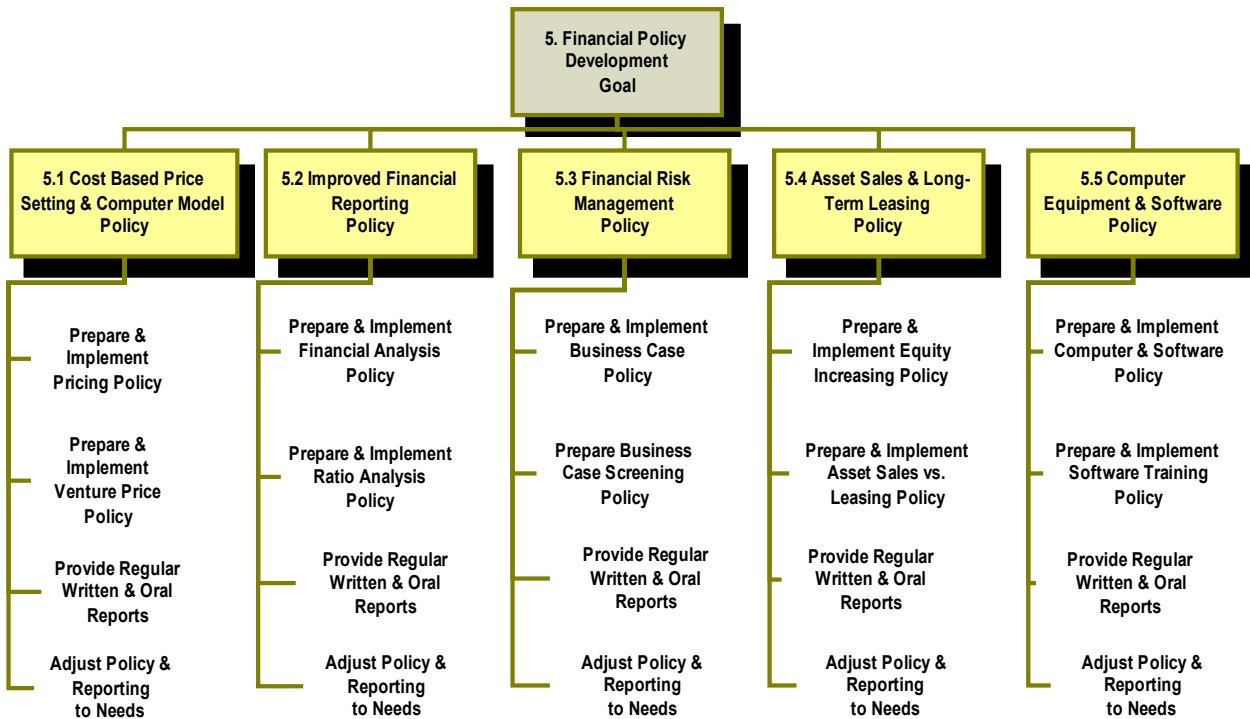 5. Financial Policy
Development
Goal
5.1 Cost Based Price
Setting & Computer Model
Policy
5.2 Improved Financial
Reporting
Policy
5.3 Financial Risk
Management
Policy
5.4 Asset Sales & Long-
Term Leasing
Policy
5.5 Computer
Equipment & Software
Policy
Prepare &
Implement
Pricing Policy
Prepare &
Implement
Venture Price
Policy
Provide Regular
Written & Oral
Reports
Adjust Policy &
Reporting
to Needs
Prepare & Implement
Financial Analysis
Policy
Prepare & Implement
Ratio Analysis
Policy
Provide Regular
Written & Oral
Reports
Adjust Policy &
Reporting
to Needs
Prepare & Implement
Business Case
Policy
Prepare Business
Case Screening
Policy
Provide Regular
Written & Oral
Reports
Adjust Policy &
Reporting
to Needs
Prepare &
Implement Equity
Increasing Policy
Prepare & Implement
Asset Sales vs.
Leasing Policy
Provide Regular
Written & Oral
Reports
Adjust Policy &
Reporting
to Needs
Prepare & Implement
Computer & Software
Policy
Prepare & Implement
Software Training
Policy
Provide Regular
Written & Oral
Reports
Adjust Policy &
Reporting
to Needs